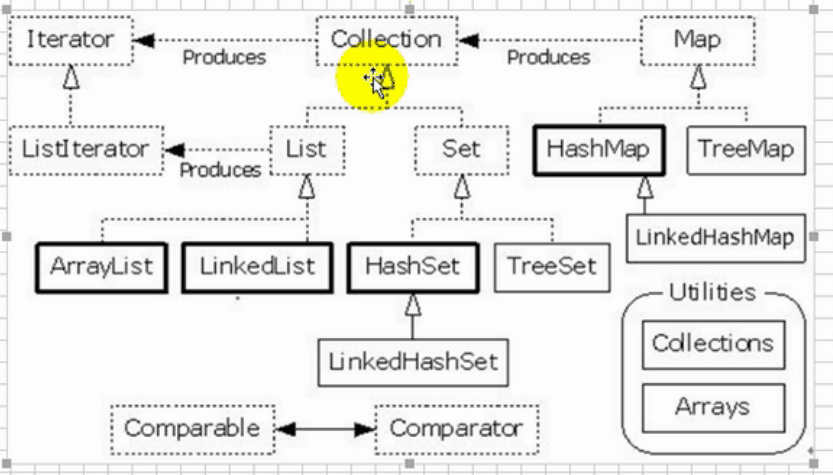 Iterator
Produces
Collection
Produces
Map
ListIterator
Produces
List
Set
HashMap
TreeMap
ArrayList
LinkedList
HashSet
TreeSet
LinkedHashMap
Utilities
LinkedHashSet
Collections
Arrays
Comparable
Comparator